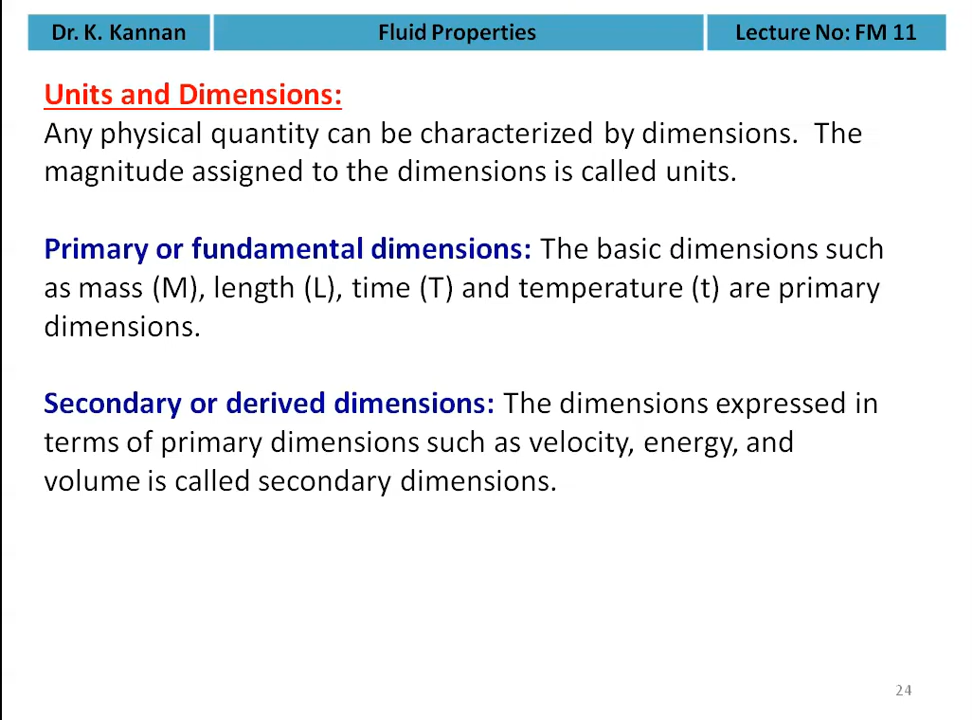 Dr. K. Kannan
Fluid Properties
Lecture No: FM 11
Units and Dimensions:
Any physical quantity can be characterized by dimensions. The
magnitude assigned to the dimensions is called units.
Primary or fundamental dimensions: The basic dimensions such
as mass (M), length (L), time (T) and temperature (t) are primary
dimensions.
Secondary or derived dimensions: The dimensions expressed in
terms of primary dimensions such as velocity, energy, and
volume is called secondary dimensions.
24